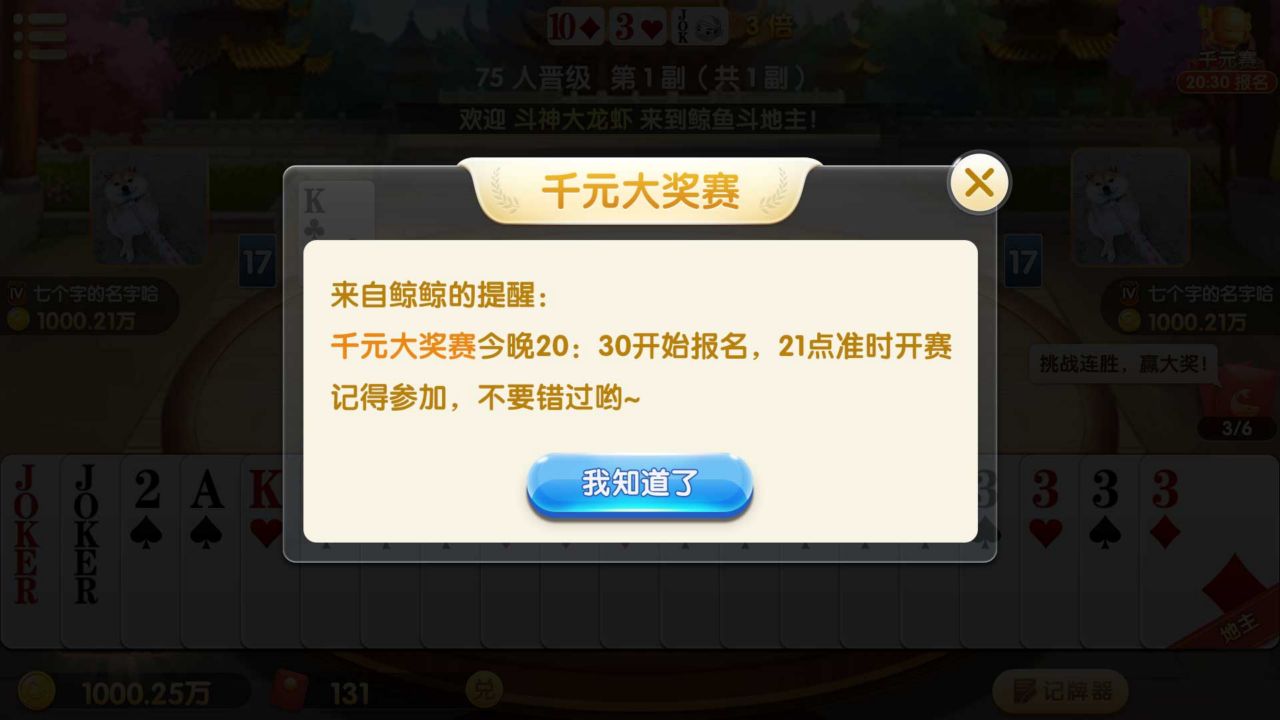 10 3 JOK 3倍
千元赛
20:30 报名
75 人晋级 第1副（共1副）
欢迎 斗神大龙虾 来到鲸鱼斗地主！
千元大奖赛
K
17
17
IV 七个字的名字哈
1000.21万
IV 七个字的名字哈
1000.21万
来自鲸鲸的提醒：
千元大奖赛今晚20：30开始报名，21点准时开赛
记得参加，不要错过哟~
挑战连胜，赢大奖！
3/6
我知道了
JOKER JOKER 2 A K 3 3 3 3
地主
1000.25万
131
兑
记牌器